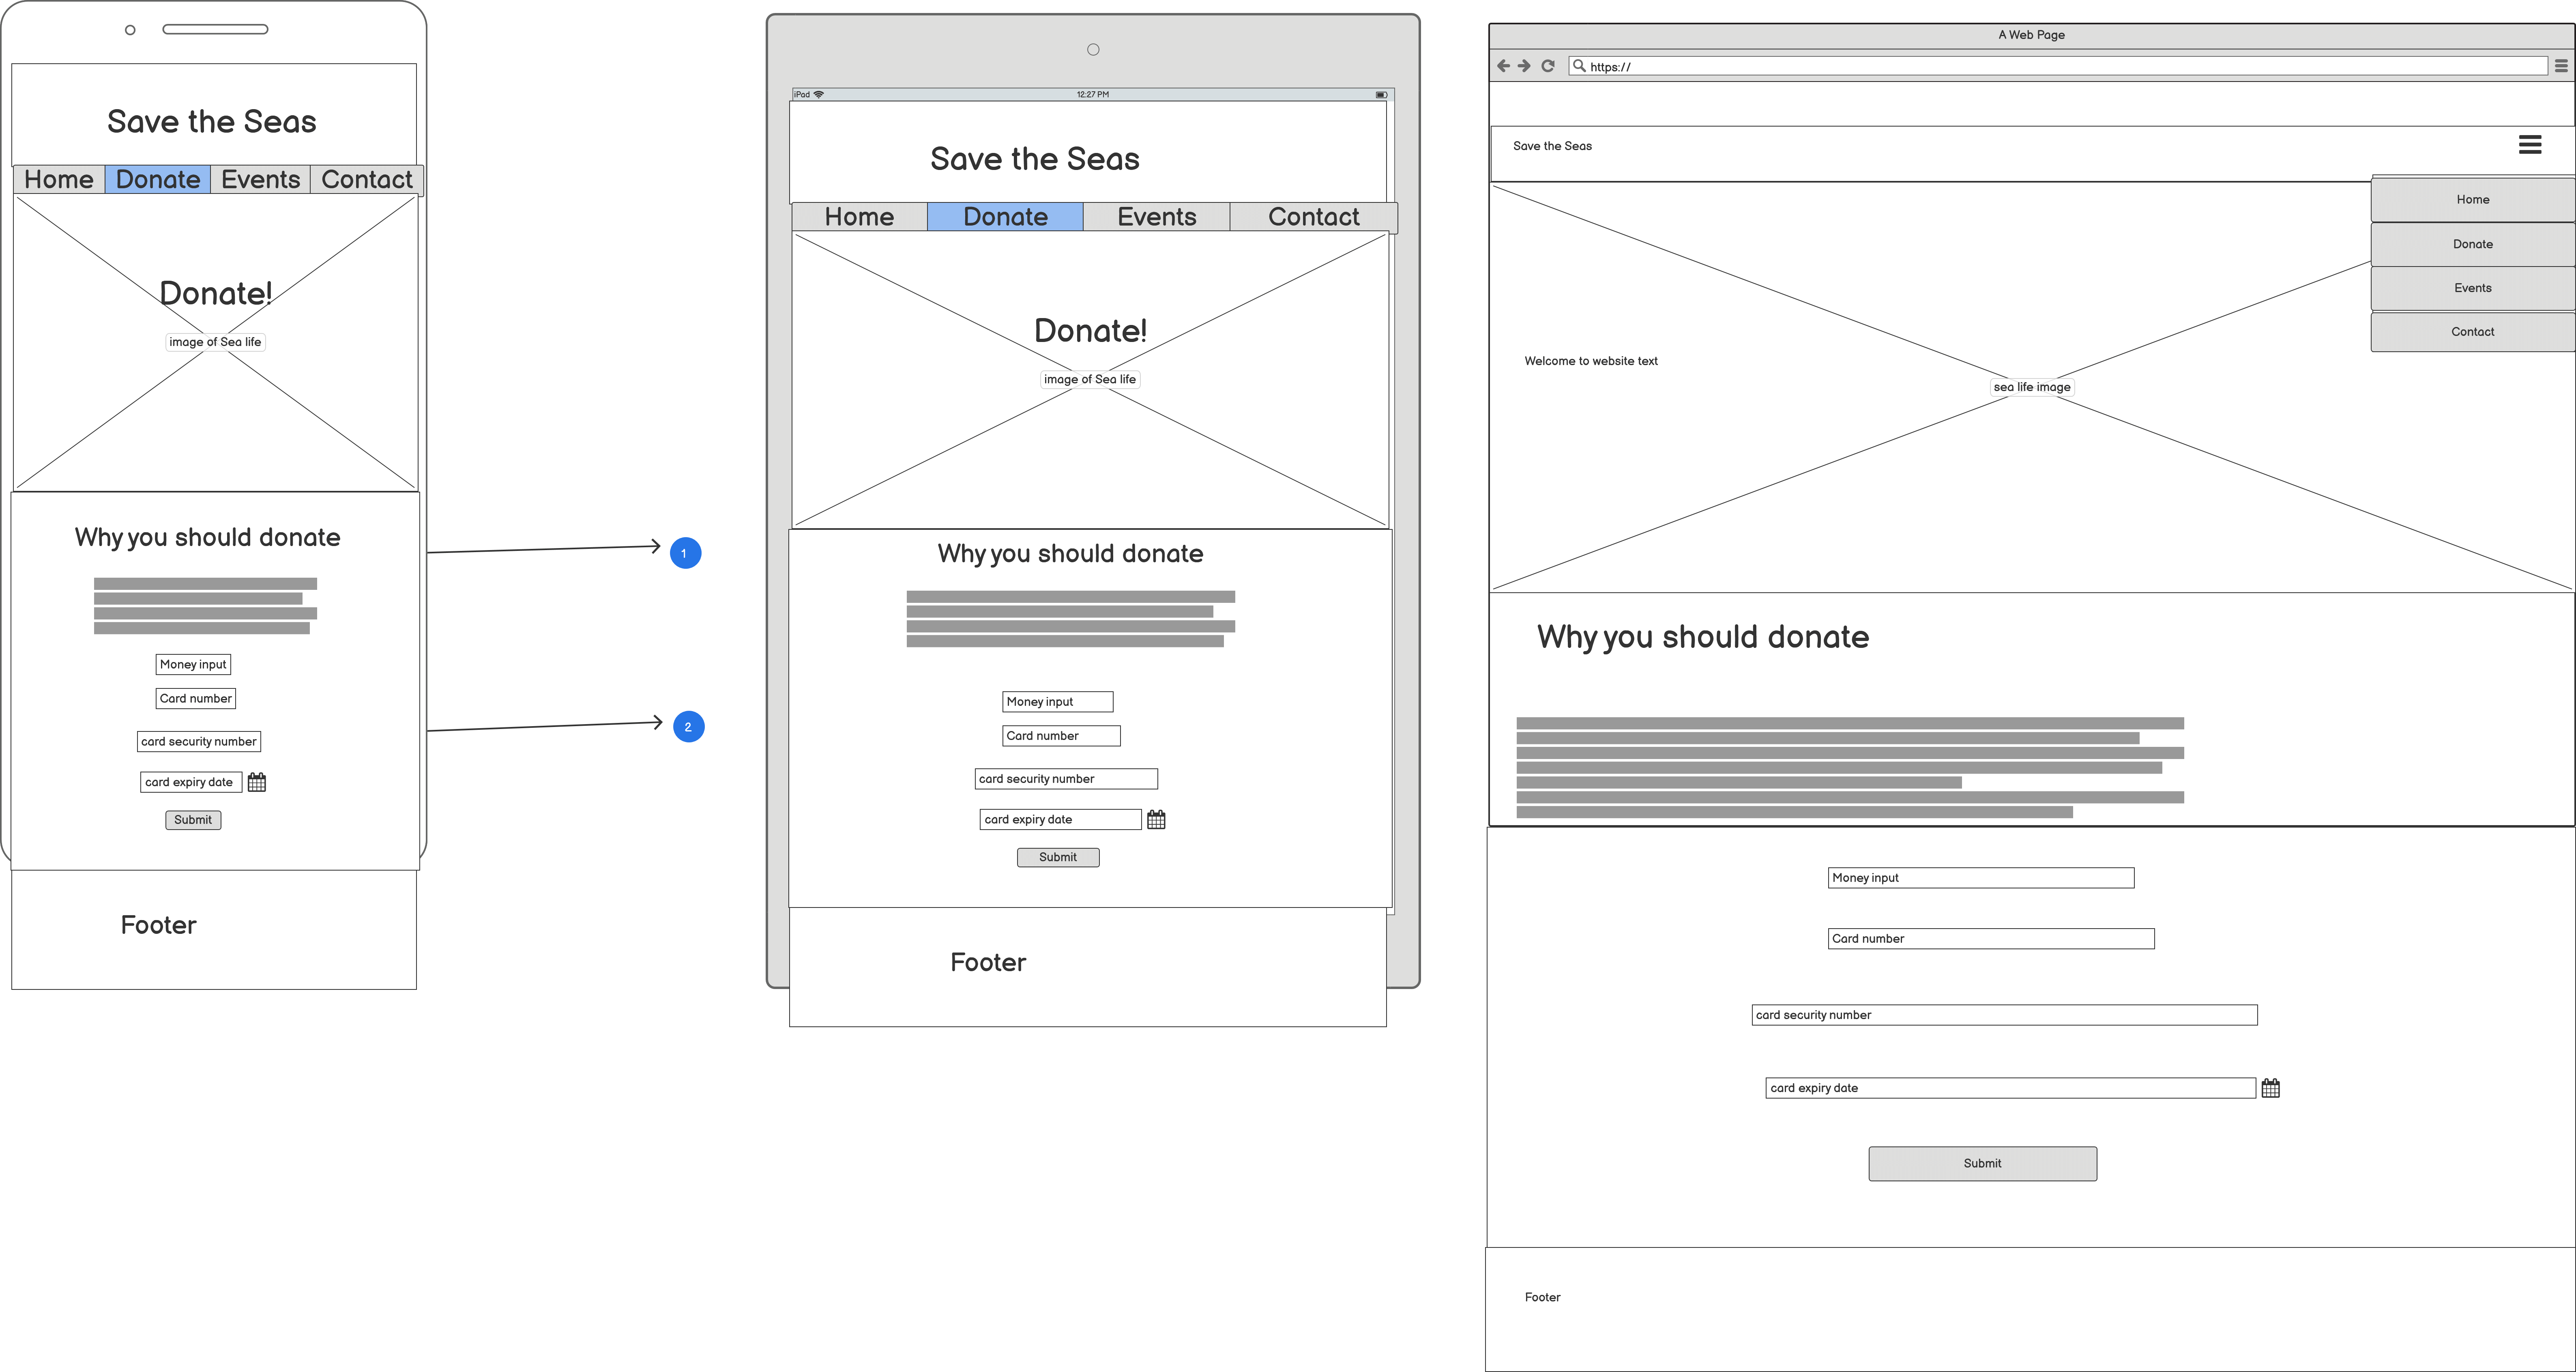 Save the Seas
Home Donate Events Contact
Donate!
image of Sea life
Why you should donate
Money input
Card number
card security number
card expiry date
Submit
Footer
1
2
iPad 12:27 PM
Save the Seas
Home Donate Events Contact
Donate!
image of Sea life
Why you should donate
Money input
Card number
card security number
card expiry date
Submit
Footer
A Web Page
https://
Save the Seas
Home
Donate
Events
Contact
Welcome to website text
sea life image
Why you should donate
Money input
Card number
card security number
card expiry date
Submit
Footer